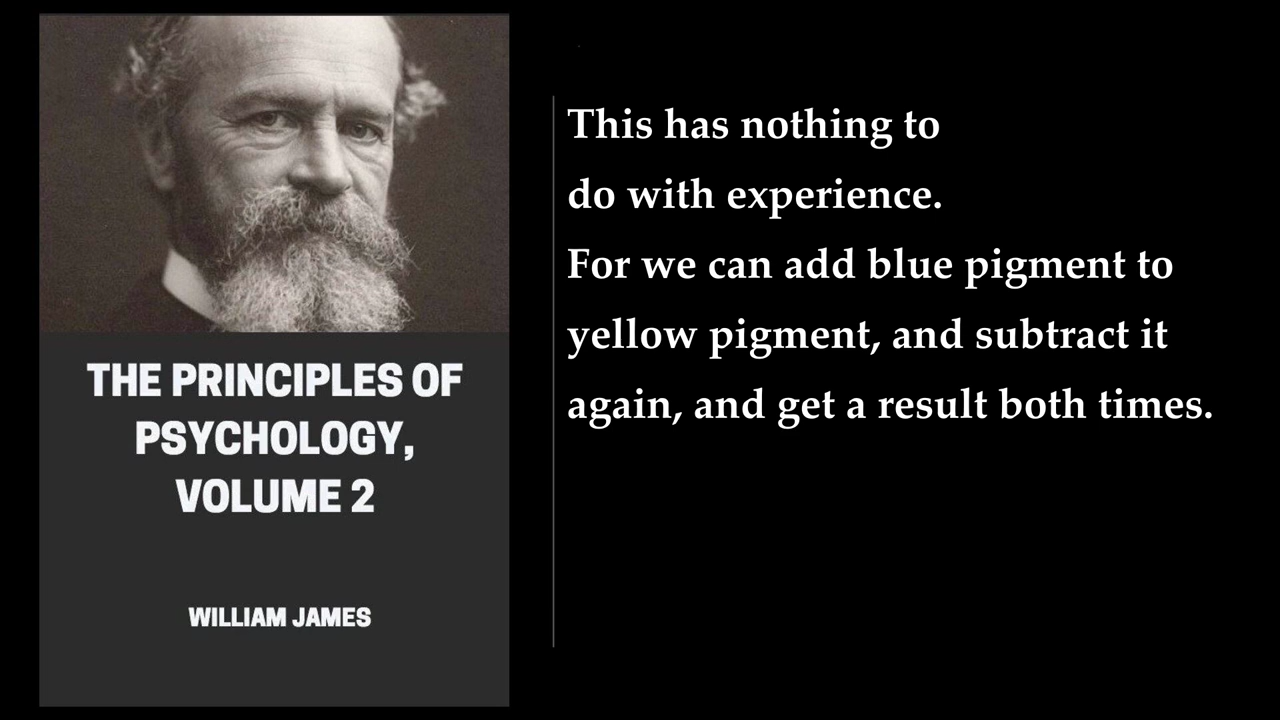 THE PRINCIPLES OF
PSYCHOLOGY,
VOLUME 2
WILLIAM JAMES
This has nothing to
do with experience.
For we can add blue pigment to
yellow pigment, and subtract it
again, and get a result both times.